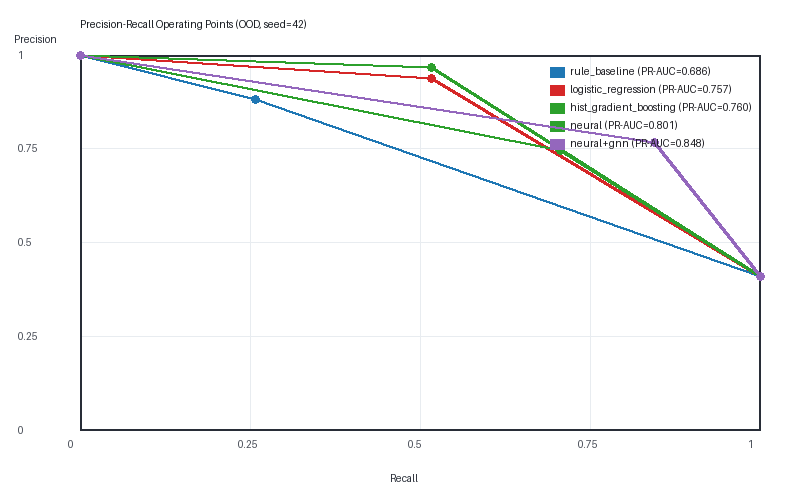 Precision-Recall Operating Points (OOD, seed=42)
Precision
1
rule_baseline (PR-AUC=0.686)
logistic_regression (PR-AUC=0.757)
hist_gradient_boosting (PR-AUC=0.760)
neural (PR-AUC=0.801)
neural+gnn (PR-AUC=0.848)
0.75
0.5
0.25
0
0 0.25 0.5 0.75 1
Recall